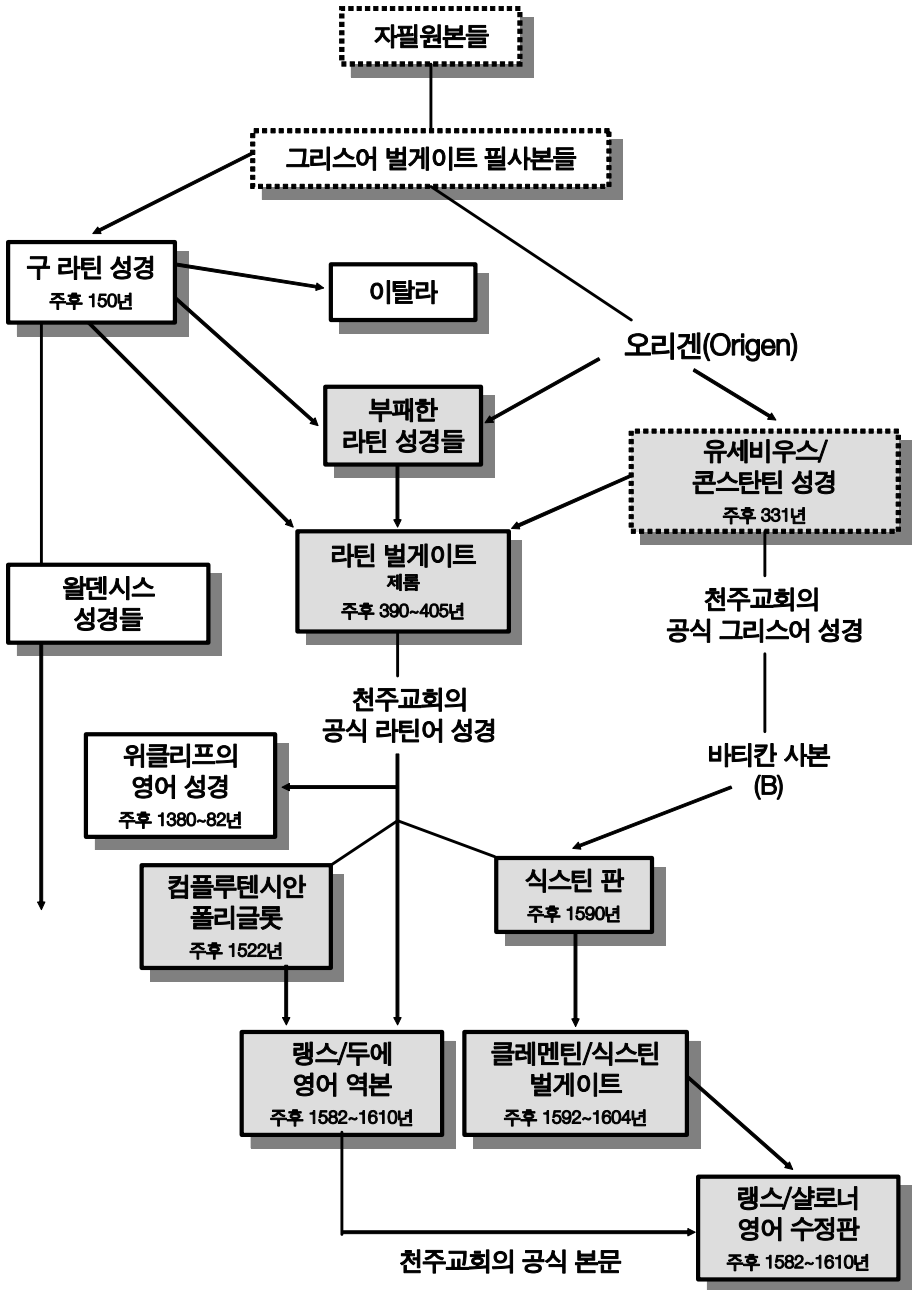 자필원본들
그리스어 벌게이트 필사본들
구 라틴 성경
주후 150년
이탈라
오리겐(Origen)
부패한
라틴 성경들
유세비우스/
콘스탄틴 성경
주후 331년
라틴 벌게이트
제롬
주후 390~405년
왈덴시스
성경들
천주교회의
공식 그리스어 성경
천주교회의
공식 라틴어 성경
위클리프의
영어 성경
주후 1380~82년
바티칸 사본
(B)
컴플루텐시안
폴리글롯
주후 1522년
식스틴 판
주후 1590년
랭스/두에
영어 역본
주후 1582~1610년
클레멘틴/식스틴
벌게이트
주후 1592~1604년
랭스/샬로너
영어 수정판
주후 1582~1610년
천주교회의 공식 본문